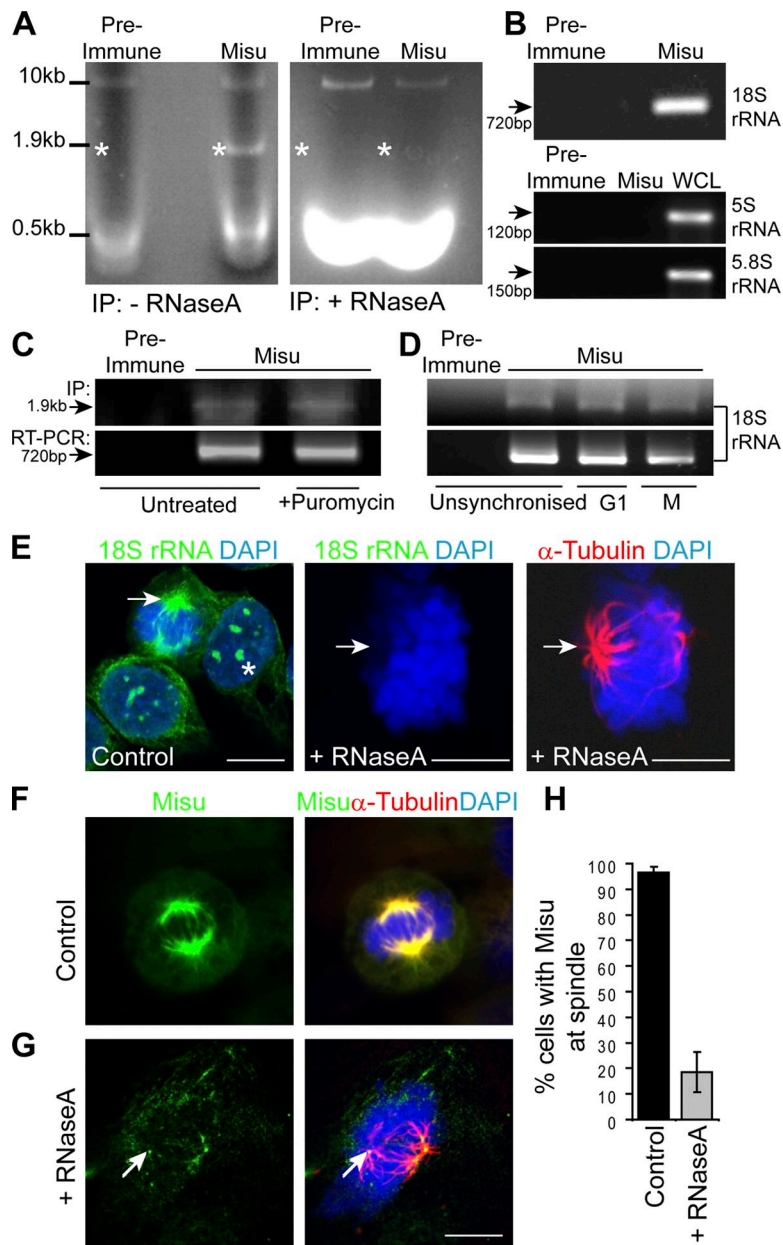 A
Pre-
Immune Misu
Pre-
Immune Misu
10kb
1.9kb
0.5kb
*
*
*
*
IP: - RNaseA
IP: + RNaseA
B
Pre-
Immune Misu
720bp
18S
rRNA
Pre-
Immune Misu WCL
120bp
5S
rRNA
150bp
5.8S
rRNA
C
Pre-
Immune Misu
IP:
1.9kb
RT-PCR:
720bp
Untreated +Puromycin
D
Pre-
Immune Misu
18S
rRNA
Unsynchronised G1 M
E
18S rRNA DAPI
*
Control
18S rRNA DAPI
+ RNaseA
α-Tubulin DAPI
+ RNaseA
F
Misu
Misuα-TubulinDAPI
Control
G
+ RNaseA
H
% cells with Misu
at spindle
100
90
80
70
60
50
40
30
20
10
0
Control
+ RNaseA